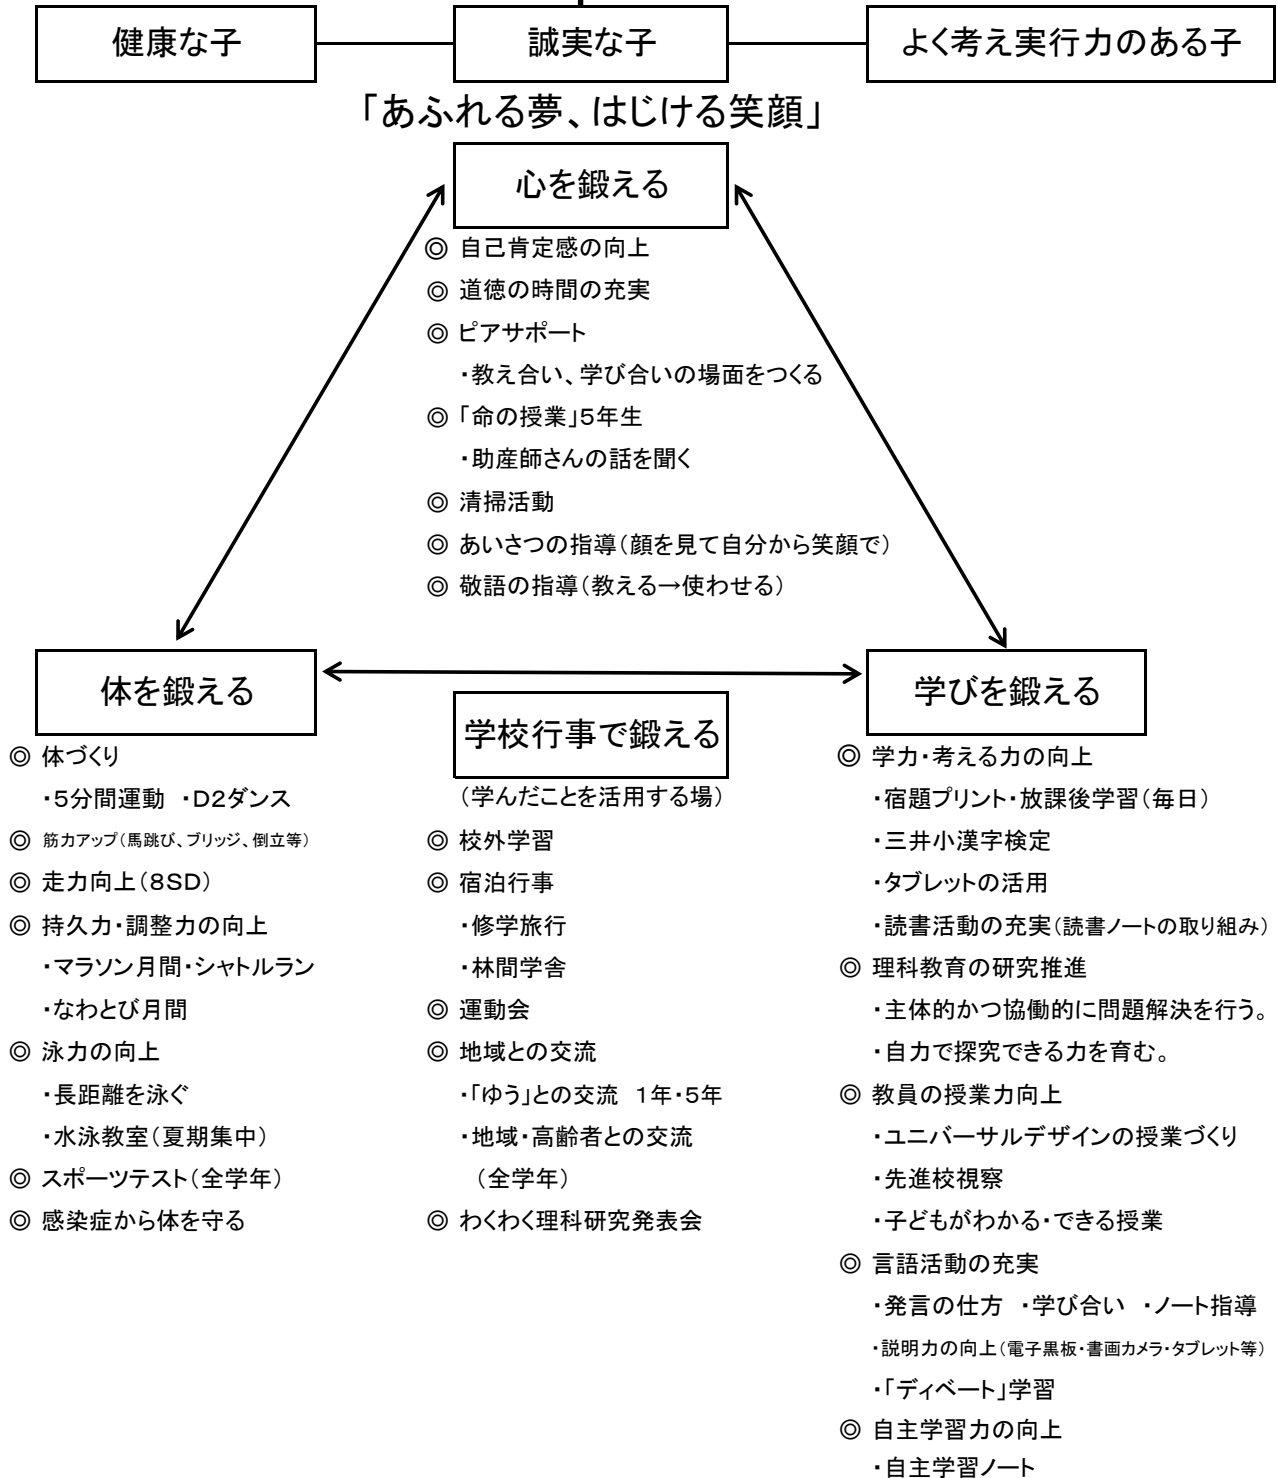 健康な子
誠実な子
よく考え実行力のある子
「あふれる夢、はじける笑顔」
心を鍛える
◎ 自己肯定感の向上
◎ 道徳の時間の充実
◎ ピアサポート
・教え合い、学び合いの場面をつくる
◎ 「命の授業」5年生
・助産師さんの話を聞く
◎ 清掃活動
◎ あいさつの指導(顔を見て自分から笑顔で)
◎ 敬語の指導(教える→使わせる)
体を鍛える
◎ 体づくり
・5分間運動 ・D2ダンス
◎ 筋力アップ(馬跳び、ブリッジ、倒立等)
◎ 走力向上(8SD)
◎ 持久力・調整力の向上
・マラソン月間・シャトルラン
・なわとび月間
◎ 泳力の向上
・長距離を泳ぐ
・水泳教室(夏期集中)
◎ スポーツテスト(全学年)
◎ 感染症から体を守る
学校行事で鍛える
(学んだことを活用する場)
◎ 校外学習
◎ 宿泊行事
・修学旅行
・林間学舎
◎ 運動会
◎ 地域との交流
・「ゆう」との交流 1年・5年
・地域・高齢者との交流
(全学年)
◎ わくわく理科研究発表会
学びを鍛える
◎ 学力・考える力の向上
・宿題プリント・放課後学習(毎日)
・三井小漢字検定
・タブレットの活用
・読書活動の充実(読書ノートの取り組み)
◎ 理科教育の研究推進
・主体的かつ協働的に問題解決を行う。
・自力で探究できる力を育む。
◎ 教員の授業力向上
・ユニバーサルデザインの授業づくり
・先進校視察
・子どもがわかる・できる授業
◎ 言語活動の充実
・発言の仕方 ・学び合い ・ノート指導
・説明力の向上(電子黒板・書画カメラ・タブレット等)
・「ディベート」学習
◎ 自主学習力の向上
・自主学習ノート